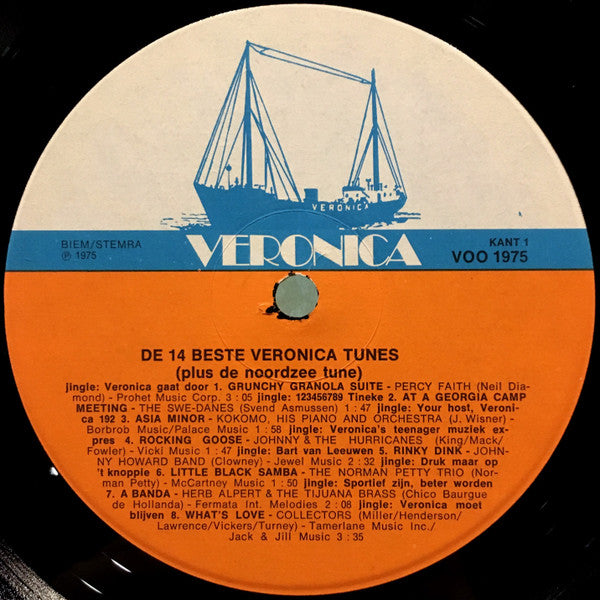 VERONICA
VERONICA
BIEM/STEMRA
℗ 1975
KANT 1
VOO 1975
DE 14 BESTE VERONICA TUNES
(plus de noordzee tune)
jingle: Veronica gaat door 1. GRUNCHY GRANOLA SUITE - PERCY FAITH (Neil Dia-
mond) - Prohet Music Corp. 3 : 05 jingle: 123456789 Tineke 2. AT A GEORGIA CAMP
MEETING - THE SWE-DANES (Svend Asmussen) 1 : 47 jingle: Your host, Veroni-
ca 192 3. ASIA MINOR - KOKOMO, HIS PIANO AND ORCHESTRA (J. Wisner) -
Borbrob Music/Palace Music 1 : 58 jingle: Veronica's teenager muziek ex-
pres 4. ROCKING GOOSE - JOHNNY & THE HURRICANES (King/Mack/
Fowler) - Vicki Music 1 : 47 jingle: Bart van Leeuwen 5. RINKY DINK - JOHN-
NY HOWARD BAND (Clowney) - Jewel Music 2 : 32 jingle: Druk maar op
't knoppie 6. LITTLE BLACK SAMBA - THE NORMAN PETTY TRIO (Nor-
man Petty) - McCartney Music 1 : 50 jingle: Sportief zijn, beter worden
7. A BANDA - HERB ALPERT & THE TIJUANA BRASS (Chico Baurgue
de Hollanda) - Fermata Int. Melodies 2 : 08 jingle: Veronica moet
blijven 8. WHAT'S LOVE - COLLECTORS (Miller/Henderson/
Lawrence/Vickers/Turney) - Tamerlane Music Inc./
Jack & Jill Music 3 : 35